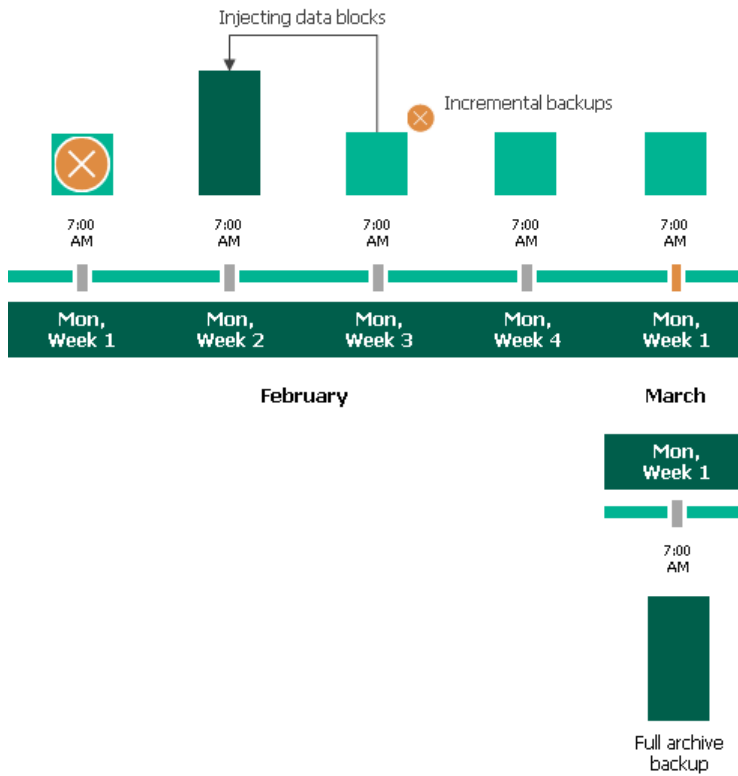 Injecting data blocks
Incremental backups
7:00
AM
7:00
AM
7:00
AM
7:00
AM
7:00
AM
Mon,
Week 1
Mon,
Week 2
Mon,
Week 3
Mon,
Week 4
Mon,
Week 1
February
March
Mon,
Week 1
7:00
AM
Full archive
backup